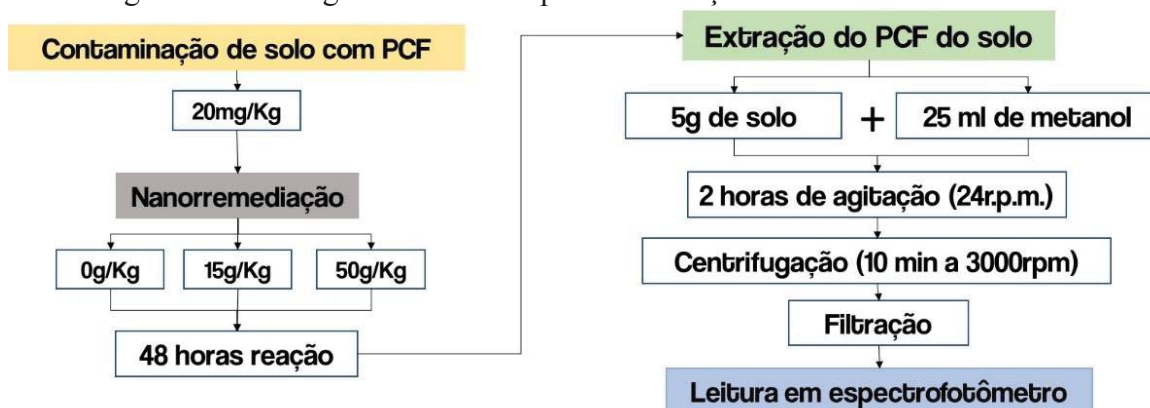 Contaminação de solo com PCF
20mg/Kg
Nanorremediação
0g/Kg
15g/Kg
50g/Kg
48 horas reação
Extração do PCF do solo
5g de solo
+
25 ml de metanol
2 horas de agitação (24r.p.m.)
Centrifugação (10 min a 3000rpm)
Filtração
Leitura em espectrofotômetro